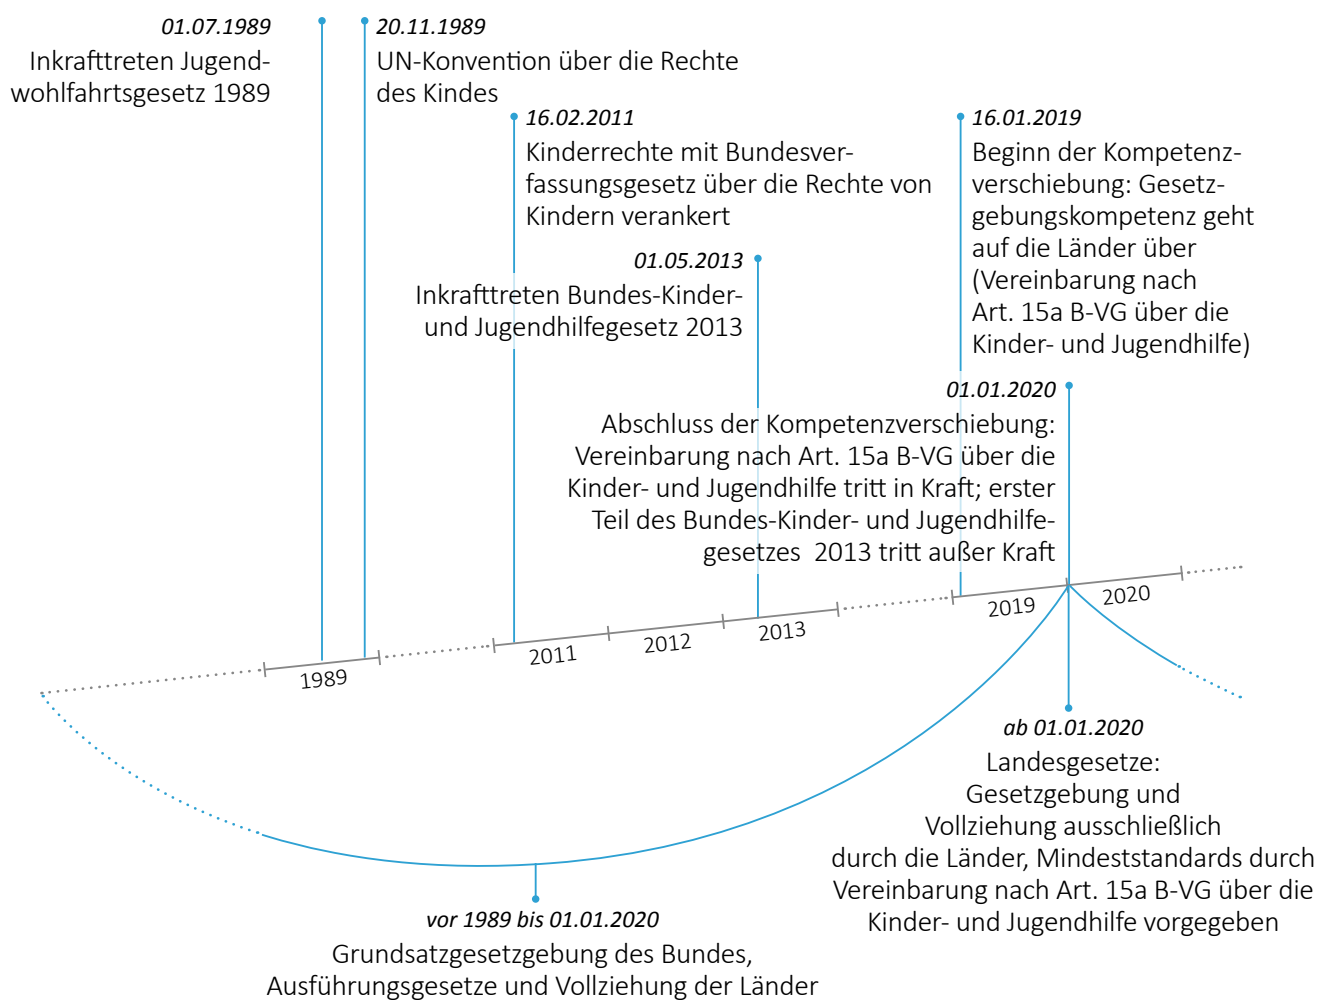 01.07.1989
Inkrafttreten Jugend-
wohlfahrtsgesetz 1989
20.11.1989
UN-Konvention über die Rechte
des Kindes
16.02.2011
Kinderrechte mit Bundesver-
fassungsgesetz über die Rechte von
Kindern verankert
01.05.2013
Inkrafttreten Bundes-Kinder-
und Jugendhilfegesetz 2013
16.01.2019
Beginn der Kompetenz-
verschiebung: Gesetz-
gebungskompetenz geht
auf die Länder über
(Vereinbarung nach
Art. 15a B-VG über die
Kinder- und Jugendhilfe)
01.01.2020
Abschluss der Kompetenzverschiebung:
Vereinbarung nach Art. 15a B-VG über die
Kinder- und Jugendhilfe tritt in Kraft; erster
Teil des Bundes-Kinder- und Jugendhilfe-
gesetzes 2013 tritt außer Kraft
1989
2011
2012
2013
2019
2020
ab 01.01.2020
Landesgesetze:
Gesetzgebung und
Vollziehung ausschließlich
durch die Länder, Mindeststandards durch
Vereinbarung nach Art. 15a B-VG über die
Kinder- und Jugendhilfe vorgegeben
vor 1989 bis 01.01.2020
Grundsatzgesetzgebung des Bundes,
Ausführungsgesetze und Vollziehung der Länder